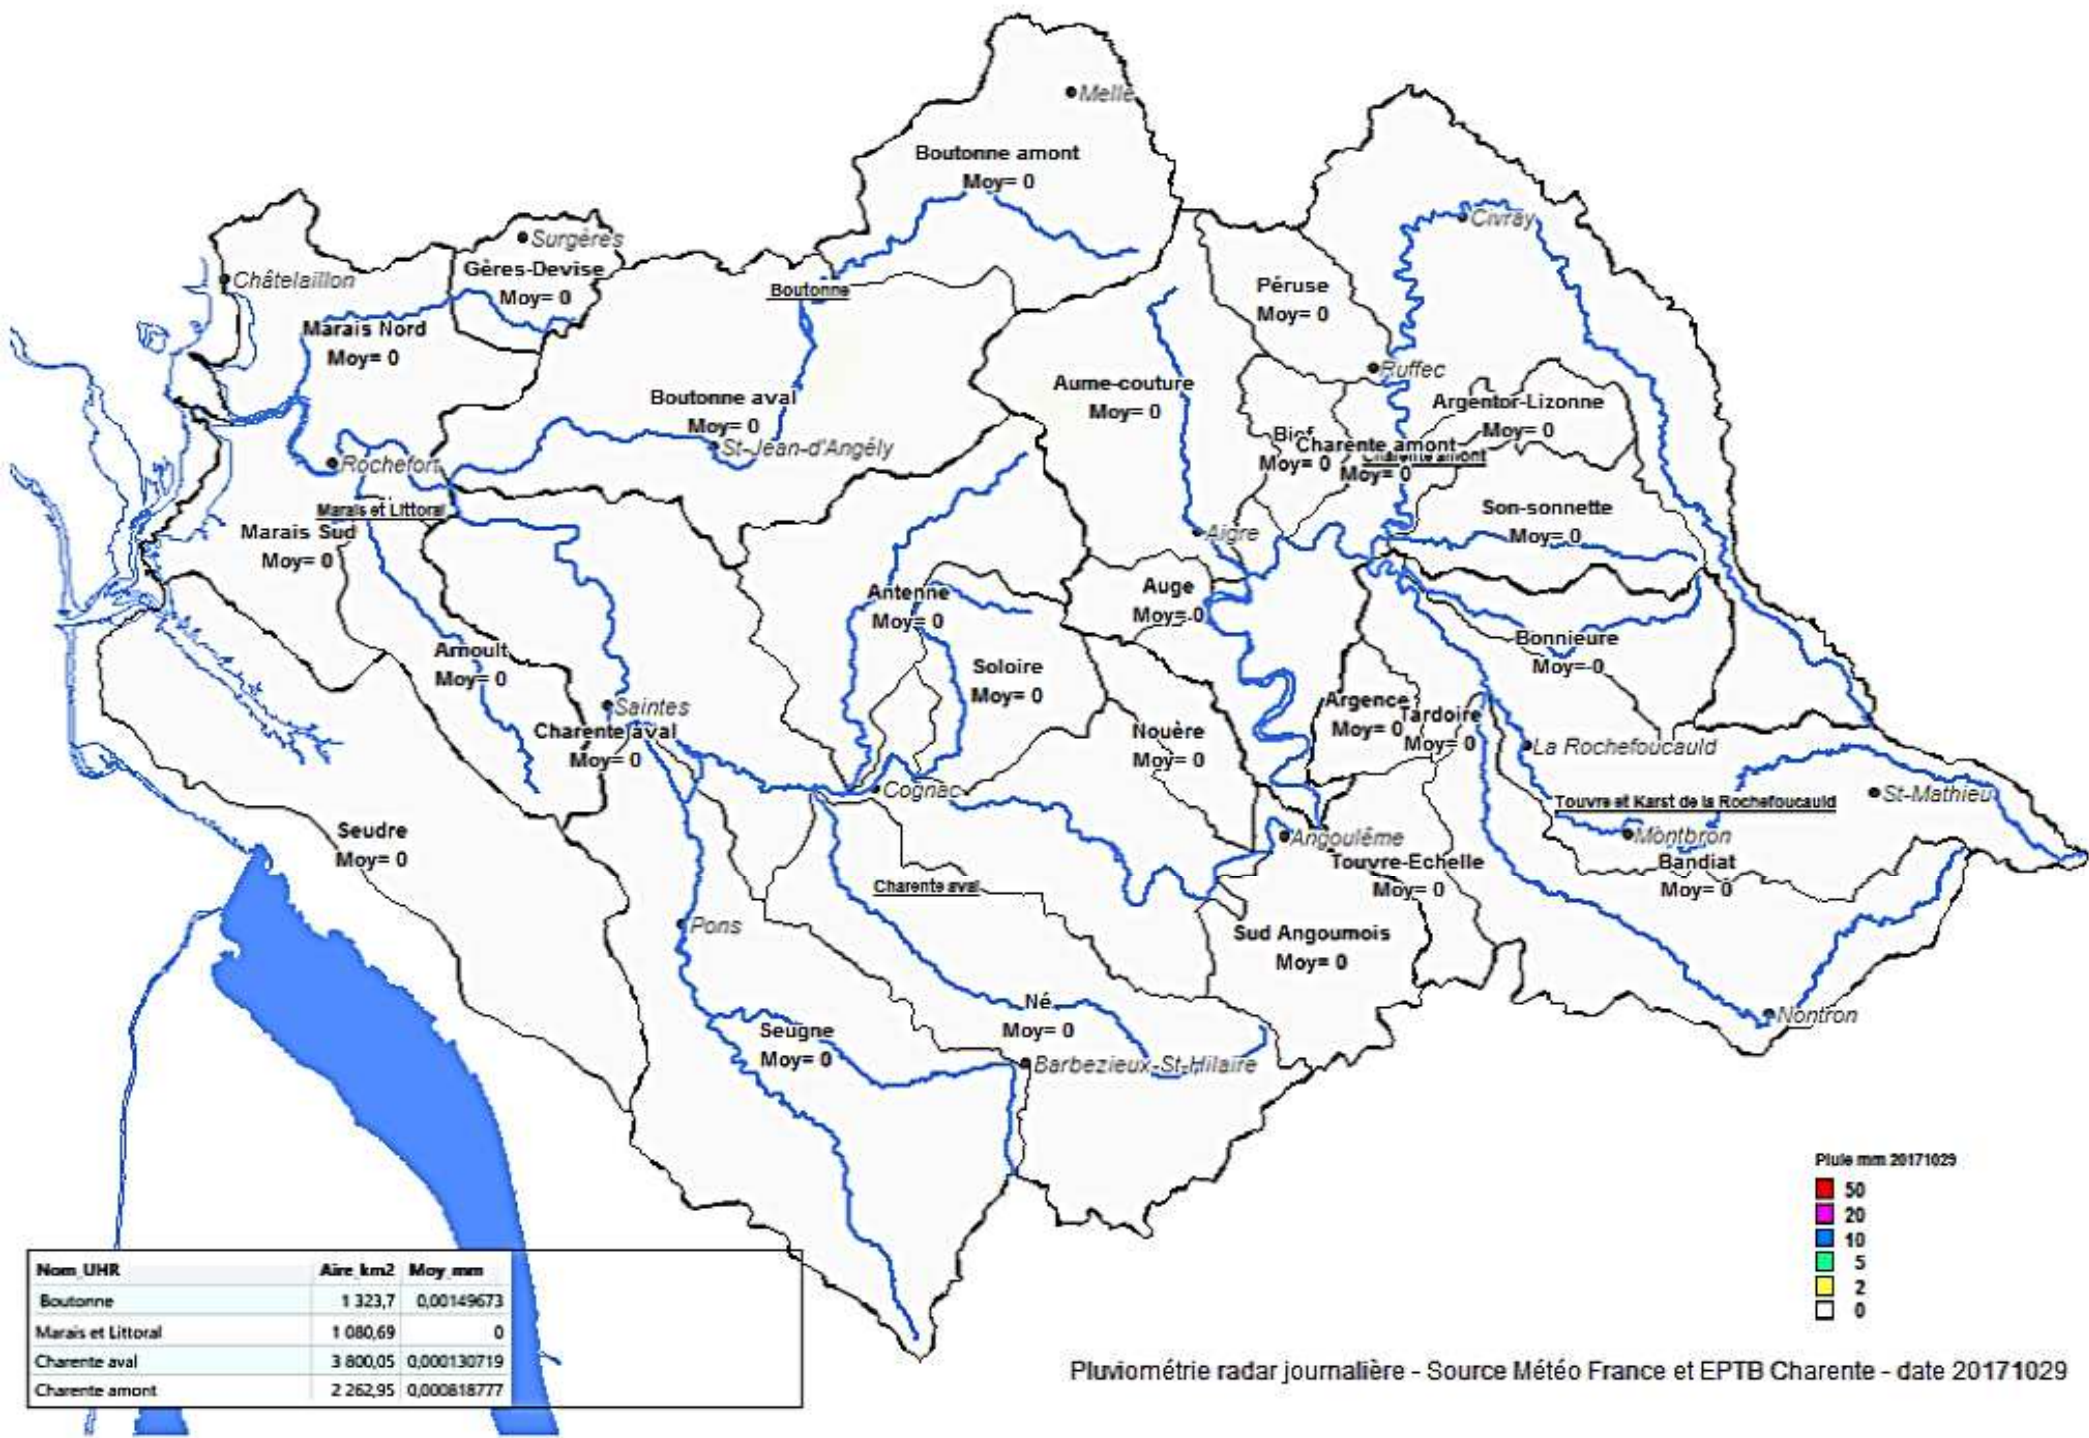 Melle
Boutonne amont
Moy= 0
Civray
Surgères
Gères-Devise
Moy= 0
Châtelaillon
Boutonne
Péruse
Moy= 0
Marais Nord
Moy= 0
Ruffec
Aume-couture
Moy= 0
Boutonne aval
Moy= 0
St-Jean-d'Angély
Argentor-Lizonne
Moy= 0
Bief
Moy= 0
Charente amont
Charente amont
Moy= 0
Rochefort
Marais et Littoral
Marais Sud
Moy= 0
Son-sonnette
Moy= 0
Aigre
Antenne
Moy= 0
Auge
Moy= 0
Bonnieure
Moy= 0
Arnoult
Moy= 0
Soloire
Moy= 0
Saintes
Charente aval
Moy= 0
Nouère
Moy= 0
Argence
Moy= 0
Tardoire
Moy= 0
La Rochefoucauld
Cognac
St-Mathieu
Touvre et Karst de la Rochefoucauld
Seudre
Moy= 0
Angoulême
Montbron
Touvre-Echelle
Moy= 0
Bandiat
Moy= 0
Charente aval
Pons
Sud Angoumois
Moy= 0
Né
Moy= 0
Nontron
Seugne
Moy= 0
Barbezieux-St-Hilaire
Pluie mm 20171029
50
20
10
5
2
0
Nom_UHR Aire_km2 Moy_mm
Boutonne 1 323,7 0,00149673
Marais et Littoral 1 080,69 0
Charente aval 3 800,05 0,000130719
Charente amont 2 262,95 0,000818777
Pluviométrie radar journalière - Source Météo France et EPTB Charente - date 20171029